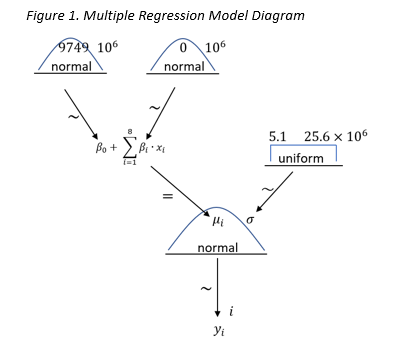 Figure 1. Multiple Regression Model Diagram
9749 10⁶
0 10⁶
normal
normal
~
~
β₀ + ∑⁸ᵢ₌₁ βᵢ · xᵢ
5.1 25.6 × 10⁶
uniform
~
=
μᵢ σ
normal
~
i
yᵢ